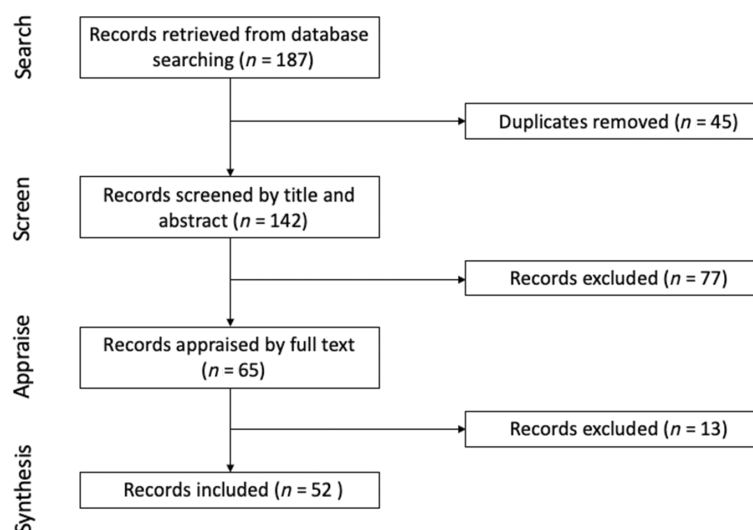 Search
Records retrieved from database
searching (n = 187)
Duplicates removed (n = 45)
Screen
Records screened by title and
abstract (n = 142)
Records excluded (n = 77)
Appraise
Records appraised by full text
(n = 65)
Records excluded (n = 13)
Synthesis
Records included (n = 52 )